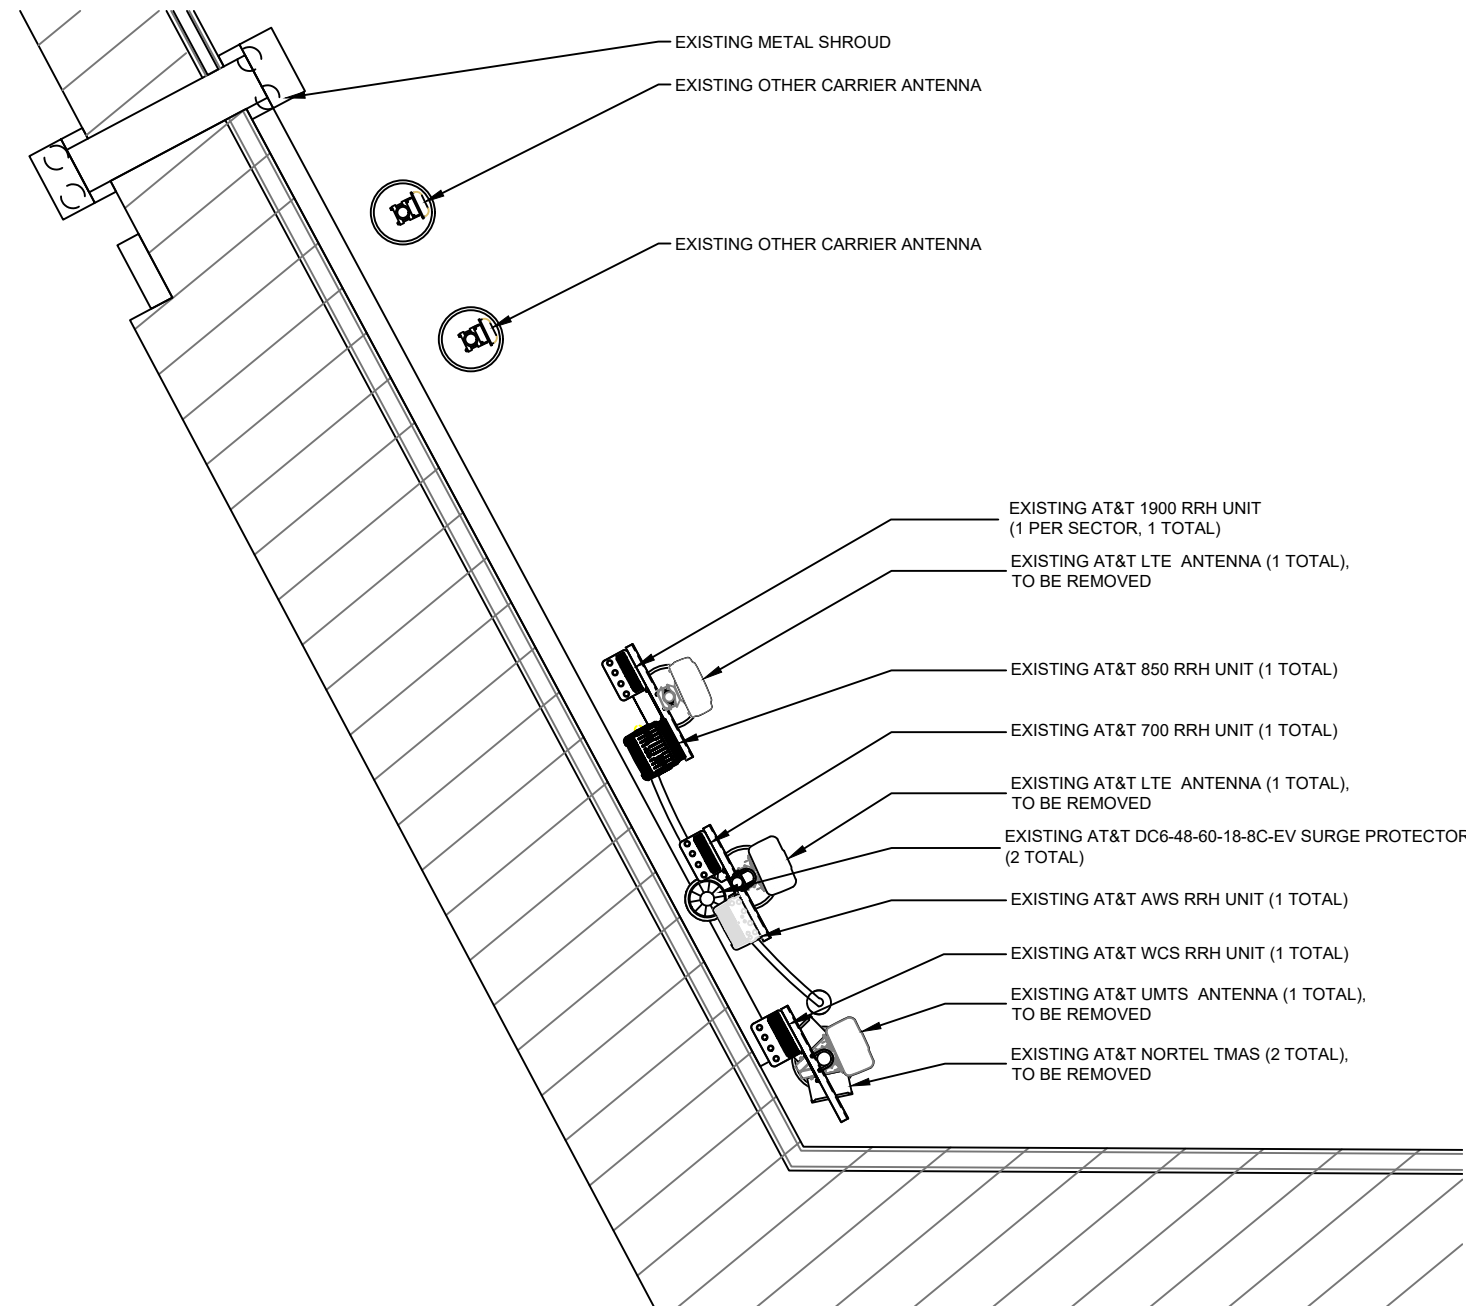 EXISTING METAL SHROUD
EXISTING OTHER CARRIER ANTENNA
EXISTING OTHER CARRIER ANTENNA
EXISTING AT&T 1900 RRH UNIT
(1 PER SECTOR, 1 TOTAL)
EXISTING AT&T LTE  ANTENNA (1 TOTAL),
TO BE REMOVED
EXISTING AT&T 850 RRH UNIT (1 TOTAL)
EXISTING AT&T 700 RRH UNIT (1 TOTAL)
EXISTING AT&T LTE  ANTENNA (1 TOTAL),
TO BE REMOVED
EXISTING AT&T DC6-48-60-18-8C-EV SURGE PROTECTOR
(2 TOTAL)
EXISTING AT&T AWS RRH UNIT (1 TOTAL)
EXISTING AT&T WCS RRH UNIT (1 TOTAL)
EXISTING AT&T UMTS  ANTENNA (1 TOTAL),
TO BE REMOVED
EXISTING AT&T NORTEL TMAS (2 TOTAL),
TO BE REMOVED